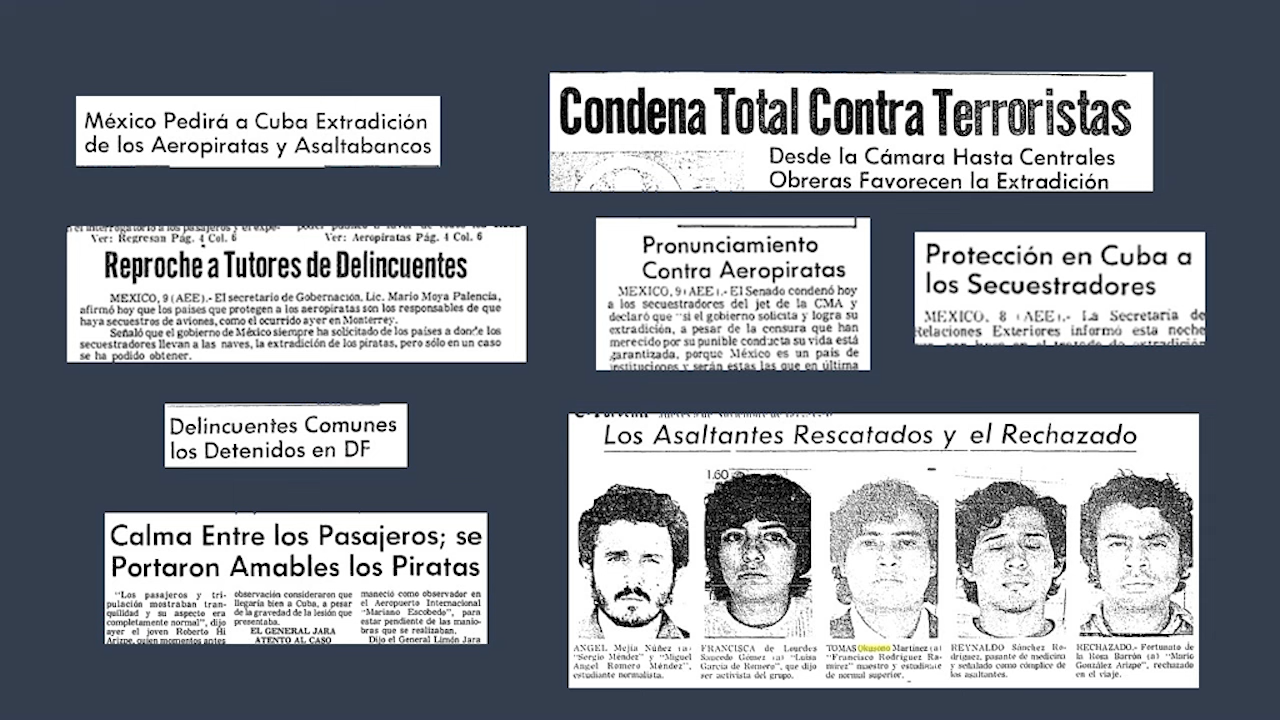 México Pedirá a Cuba Extradición
de los Aeropiratas y Asaltabancos
Condena Total Contra Terroristas
Desde la Cámara Hasta Centrales
Obreras Favorecen la Extradición
Ver: Regresan Pág. 4 Col. 6
Ver: Aeropiratas Pág. 4 Col. 6
Reproche a Tutores de Delincuentes
MEXICO, 9 (AEE).- El secretario de Gobernación, Lic. Mario Moya Palencia,
afirmó hoy que los países que protegen a los aeropiratas son los responsables de que
haya secuestros de aviones, como el ocurrido ayer en Monterrey.
Señaló que el gobierno de México siempre ha solicitado de los países a donde los
secuestradores llevan a las naves, la extradición de los piratas, pero sólo en un caso
se ha podido obtener.
Pronunciamiento
Contra Aeropiratas
MEXICO, 9 (AEE).- El Senado condenó hoy
a los secuestradores del jet de la CMA y
declaró que "si el gobierno solicita y logra su
extradición, a pesar de la censura que han
merecido por su punible conducta su vida está
garantizada, porque México es un país de
instituciones y serán estas las que en última
Protección en Cuba a
los Secuestradores
MEXICO, 8 (AEE).- La Secretaría de
Relaciones Exteriores informó esta noche
Delincuentes Comunes
los Detenidos en DF
Calma Entre los Pasajeros; se
Portaron Amables los Piratas
"Los pasajeros y tri-
pulación mostraban tran-
quilidad y su aspecto era
completamente normal", dijo
ayer el joven Roberto Hi
Arizpe, quien momentos antes
observación consideraron que
llegaría bien a Cuba, a pesar
de la gravedad de la lesión que
presentaba.
EL GENERAL JARA
ATENTO AL CASO
maneció como observador en
el Aeropuerto Internacional
"Mariano Escobedo", para
estar pendiente de las manio-
bras que se realizaban.
Dijo el General Limón Jara
Los Asaltantes Rescatados y el Rechazado
1.60
ANGEL Mejía Núñez (a)
"Sergio Méndez" y "Miguel
Angel Romero Méndez",
estudiante normalista.
FRANCISCA de Lourdes
Saucedo Gómez (a) "Luisa
García de Romero", que dijo
ser activista del grupo.
TOMAS Okusono Martínez (a)
"Francisco Rodríguez Ra-
mírez" maestro y estudiante
de normal superior.
REYNALDO Sánchez Ro-
dríguez, pasante de medicina
y señalado como cómplice de
los asaltantes.
RECHAZADO.- Fortunato de
la Rosa Barrón (a) "Mario
González Arizpe", rechazado
en el viaje.